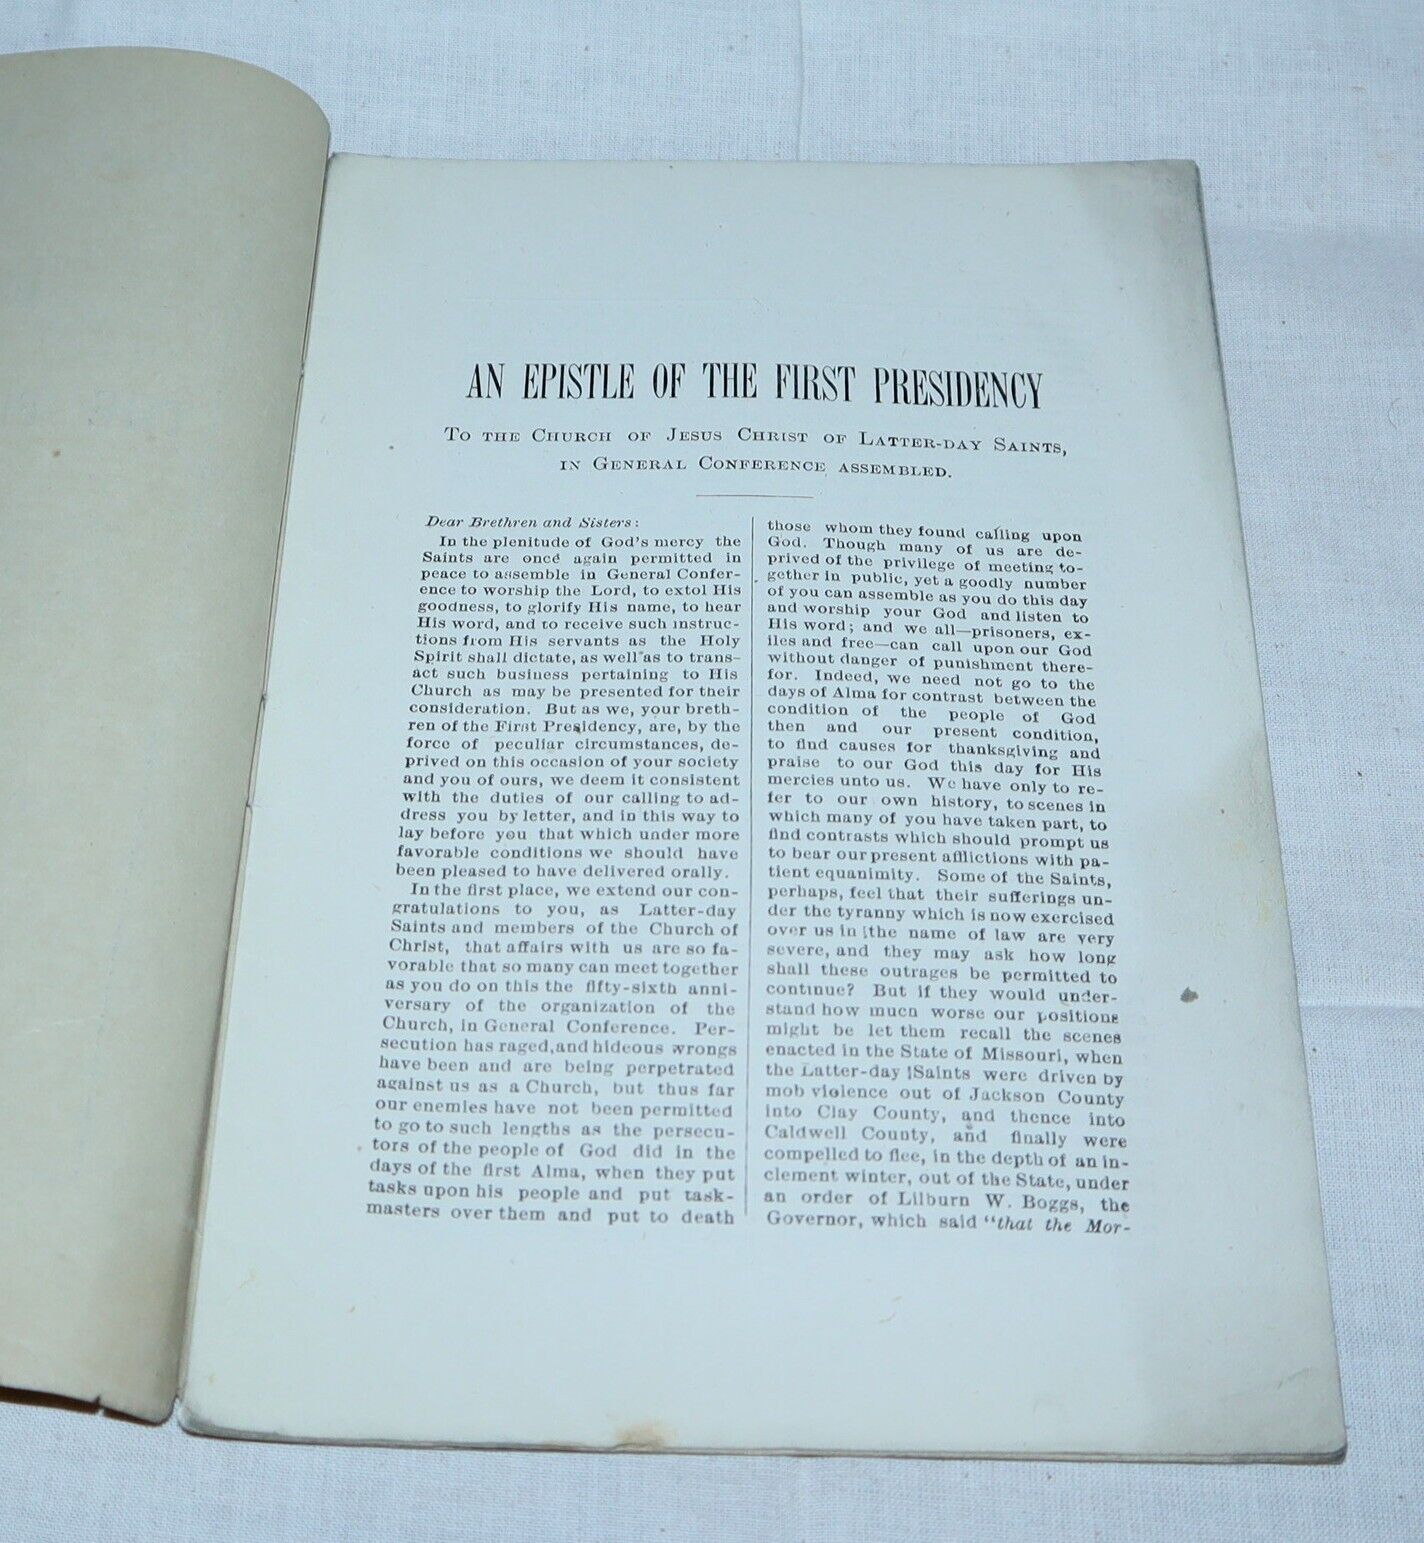 AN EPISTLE OF THE FIRST PRESIDENCY
TO THE CHURCH OF JESUS CHRIST OF LATTER-DAY SAINTS,
IN GENERAL CONFERENCE ASSEMBLED.
Dear Brethren and Sisters:
In the plenitude of God's mercy the
Saints are once again permitted in
peace to assemble in General Confer-
ence to worship the Lord, to extol His
goodness, to glorify His name, to hear
His word, and to receive such instruc-
tions from His servants as the Holy
Spirit shall dictate, as well as to trans-
act such business pertaining to His
Church as may be presented for their
consideration. But as we, your breth-
ren of the First Presidency, are, by the
force of peculiar circumstances, de-
prived on this occasion of your society
and you of ours, we deem it consistent
with the duties of our calling to ad-
dress you by letter, and in this way to
lay before you that which under more
favorable conditions we should have
been pleased to have delivered orally.
In the first place, we extend our con-
gratulations to you, as Latter-day
Saints and members of the Church of
Christ, that affairs with us are so fa-
vorable that so many can meet together
as you do on this the fifty-sixth anni-
versary of the organization of the
Church, in General Conference. Per-
secution has raged, and hideous wrongs
have been and are being perpetrated
against us as a Church, but thus far
our enemies have not been permitted
to go to such lengths as the persecu-
tors of the people of God did in the
days of the first Alma, when they put
tasks upon his people and put task-
masters over them and put to death
those whom they found calling upon
God. Though many of us are de-
prived of the privilege of meeting to-
gether in public, yet a goodly number
of you can assemble as you do this day
and worship your God and listen to
His word; and we all—prisoners, ex-
iles and free—can call upon our God
without danger of punishment there-
for. Indeed, we need not go to the
days of Alma for contrast between the
condition of the people of God
then and our present condition,
to find causes for thanksgiving and
praise to our God this day for His
mercies unto us. We have only to re-
fer to our own history, to scenes in
which many of you have taken part, to
find contrasts which should prompt us
to bear our present afflictions with pa-
tient equanimity. Some of the Saints,
perhaps, feel that their sufferings un-
der the tyranny which is now exercised
over us in the name of law are very
severe, and they may ask how long
shall these outrages be permitted to
continue? But if they would under-
stand how much worse our positions
might be let them recall the scenes
enacted in the State of Missouri, when
the Latter-day Saints were driven by
mob violence out of Jackson County
into Clay County, and thence into
Caldwell County, and finally were
compelled to flee, in the depth of an in-
clement winter, out of the State, under
an order of Lilburn W. Boggs, the
Governor, which said "that the Mor-